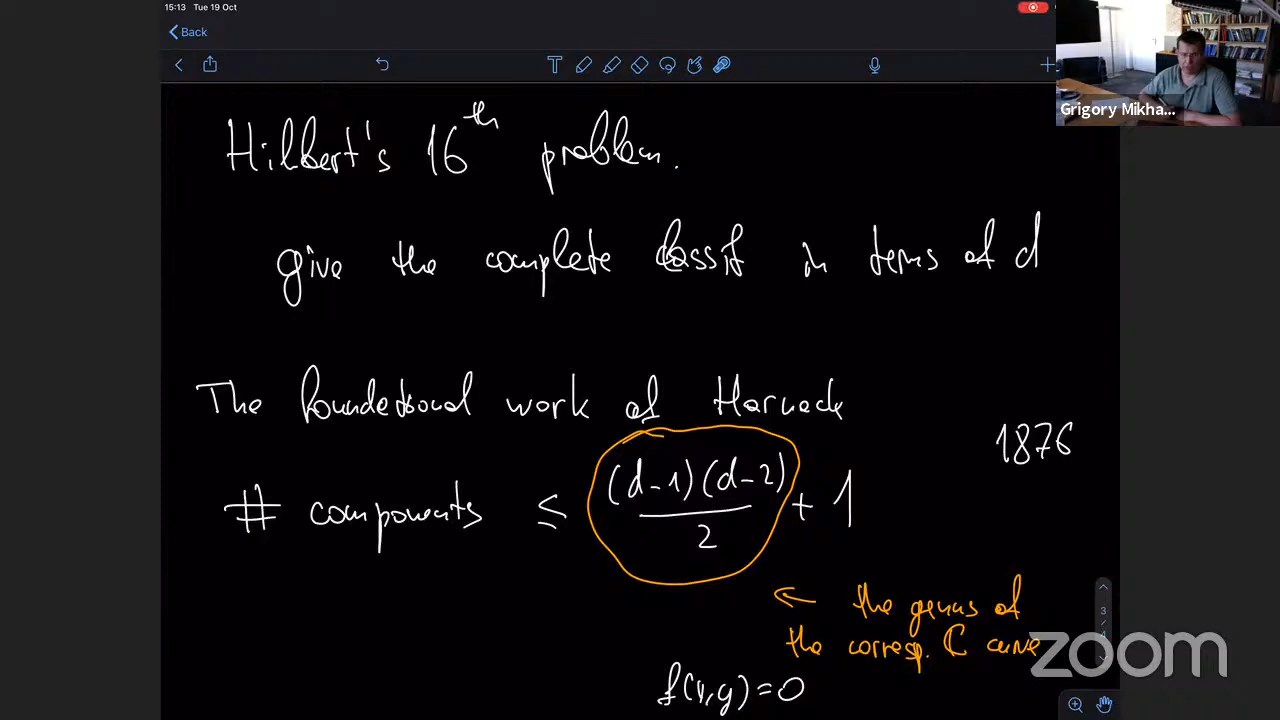 15:13 Tue 19 Oct
Back
Grigory Mikha...
Hilbert's 16th problem.
give the complete classif in terms of d
The foundational work of Harnack
1876
# components ≤ (d-1)(d-2)/2 + 1
← the genus of
the corresp. ℂ curve
f(x,y)=0
3
zoom